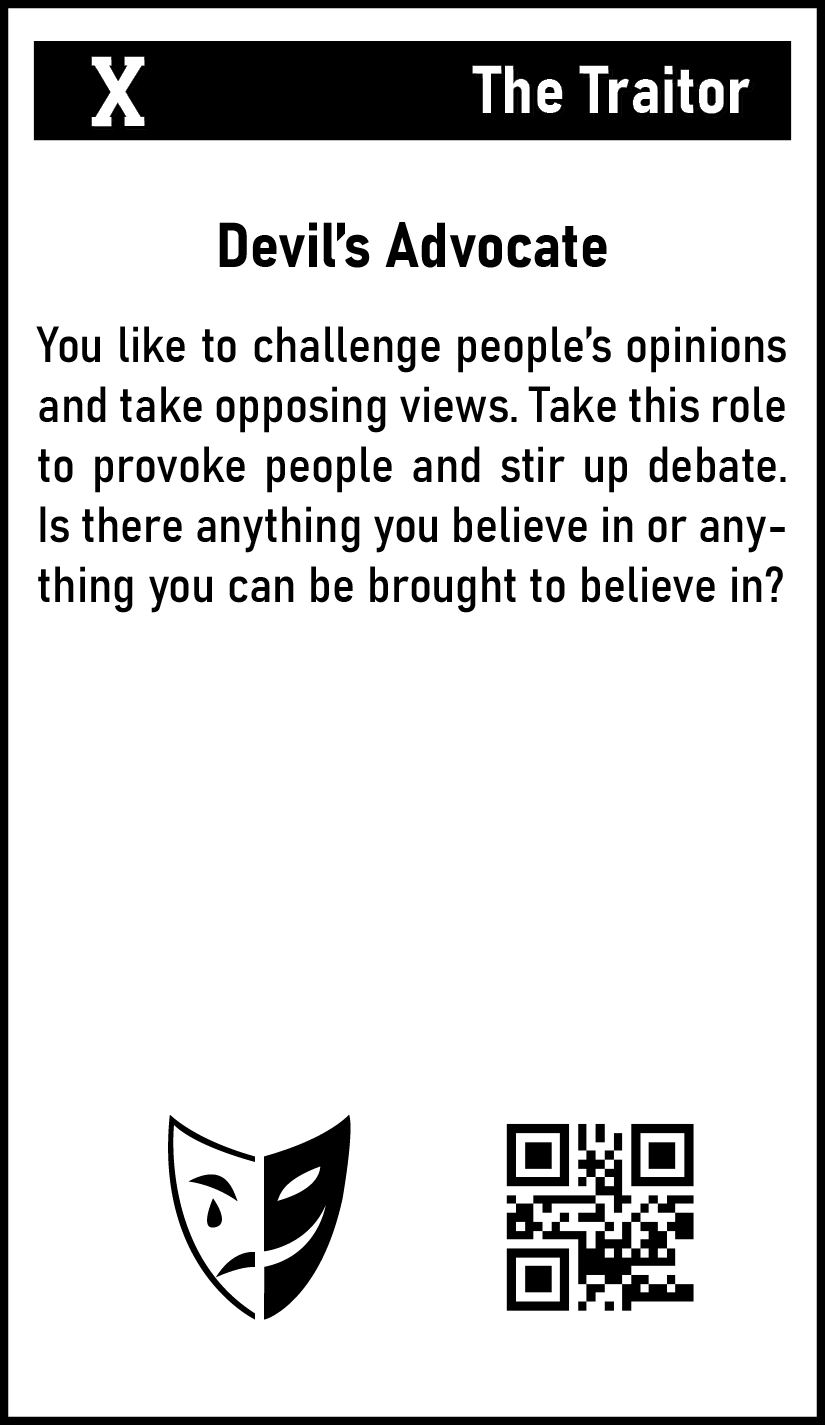 X The Traitor
Devil’s Advocate
You like to challenge people’s opinions
and take opposing views. Take this role
to provoke people and stir up debate.
Is there anything you believe in or any-
thing you can be brought to believe in?